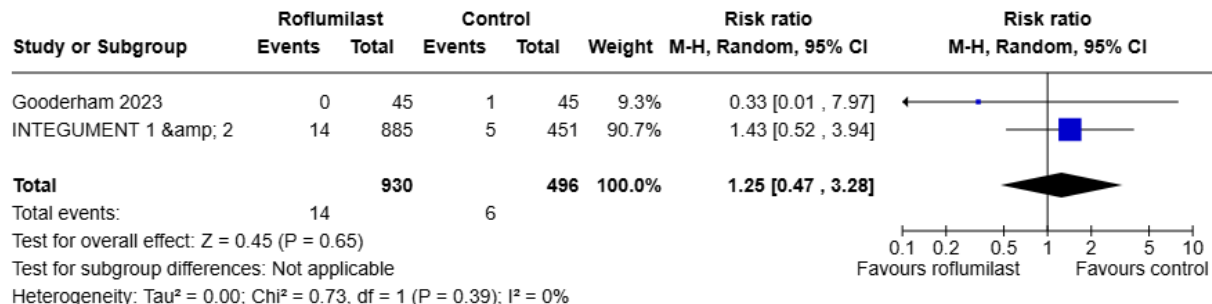 Roflumilast Control Risk ratio Risk ratio
Study or Subgroup Events Total Events Total Weight M-H, Random, 95% CI M-H, Random, 95% CI
Gooderham 2023 0 45 1 45 9.3% 0.33 [0.01 , 7.97]
INTEGUMENT 1 &amp; 2 14 885 5 451 90.7% 1.43 [0.52 , 3.94]
Total 930 496 100.0% 1.25 [0.47 , 3.28]
Total events: 14 6
Test for overall effect: Z = 0.45 (P = 0.65)
0.1 0.2 0.5 1 2 5 10
Test for subgroup differences: Not applicable
Favours roflumilast Favours control
Heterogeneity: Tau² = 0.00; Chi² = 0.73, df = 1 (P = 0.39); I² = 0%